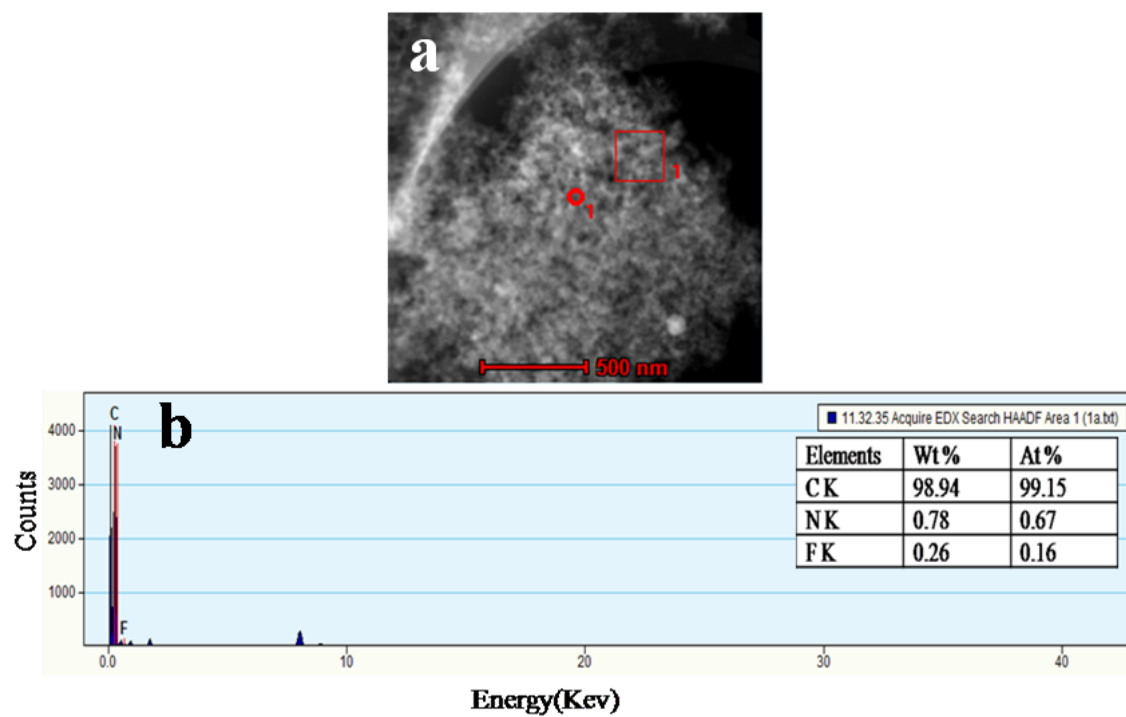 a
1
1
500 nm
b
C
N
F
11.32.35 Acquire EDX Search HAADF Area 1 (1a.txt)
Elements Wt% At%
C K 98.94 99.15
N K 0.78 0.67
F K 0.26 0.16
4000
3000
2000
1000
Counts
0.0 10 20 30 40
Energy(Kev)